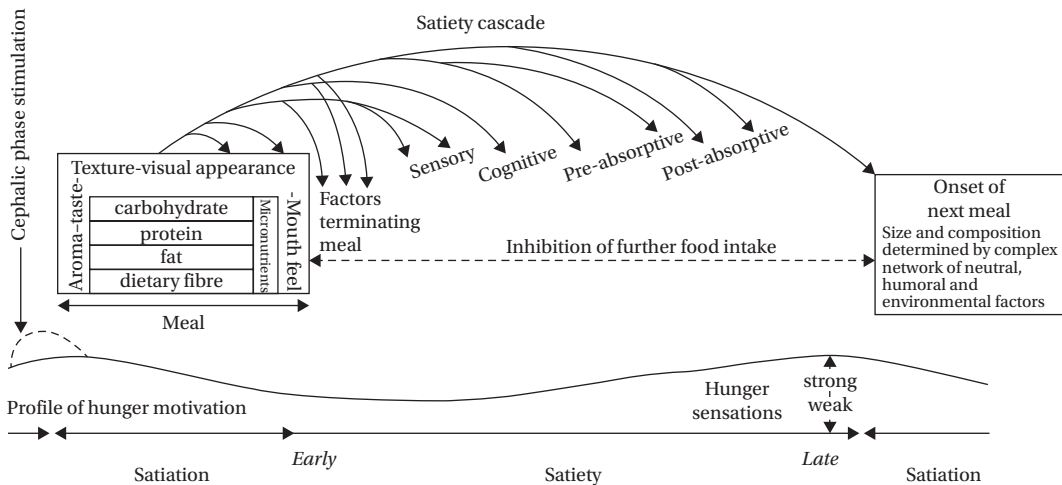 Satiety cascade
Cephalic phase stimulation
Texture-visual appearance
Aroma–taste-
carbohydrate
protein
fat
dietary fibre
Micronutrients
-Mouth feel
Meal
Factors
terminating
meal
Sensory
Cognitive
Pre-absorptive
Post-absorptive
Inhibition of further food intake
Onset of
next meal
Size and composition
determined by complex
network of neutral,
humoral and
environmental factors
Profile of hunger motivation
Hunger
sensations
strong
weak
Early
Late
Satiation
Satiety
Satiation